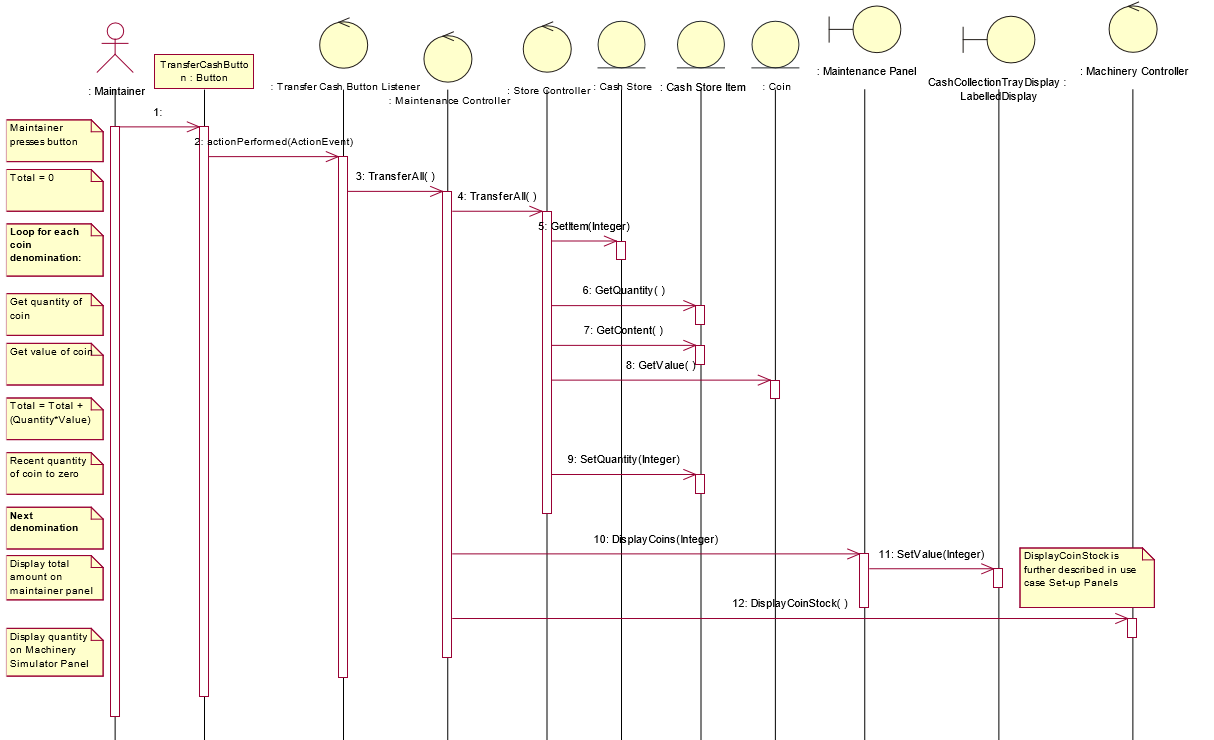 : Maintainer
TransferCashButto
n : Button
: Transfer Cash Button Listener
: Maintenance Controller
: Store Controller
: Cash Store
: Cash Store Item
: Coin
: Maintenance Panel
CashCollectionTrayDisplay :
LabelledDisplay
: Machinery Controller
1:
Maintainer
presses button
2: actionPerformed(ActionEvent)
Total = 0
3: TransferAll( )
4: TransferAll( )
Loop for each
coin
denomination:
5: GetItem(Integer)
Get quantity of
coin
6: GetQuantity( )
7: GetContent( )
Get value of coin
8: GetValue( )
Total = Total +
(Quantity*Value)
Recent quantity
of coin to zero
9: SetQuantity(Integer)
Next
denomination
10: DisplayCoins(Integer)
Display total
amount on
maintainer panel
11: SetValue(Integer)
DisplayCoinStock is
further described in use
case Set-up Panels
12: DisplayCoinStock( )
Display quantity
on Machinery
Simulator Panel